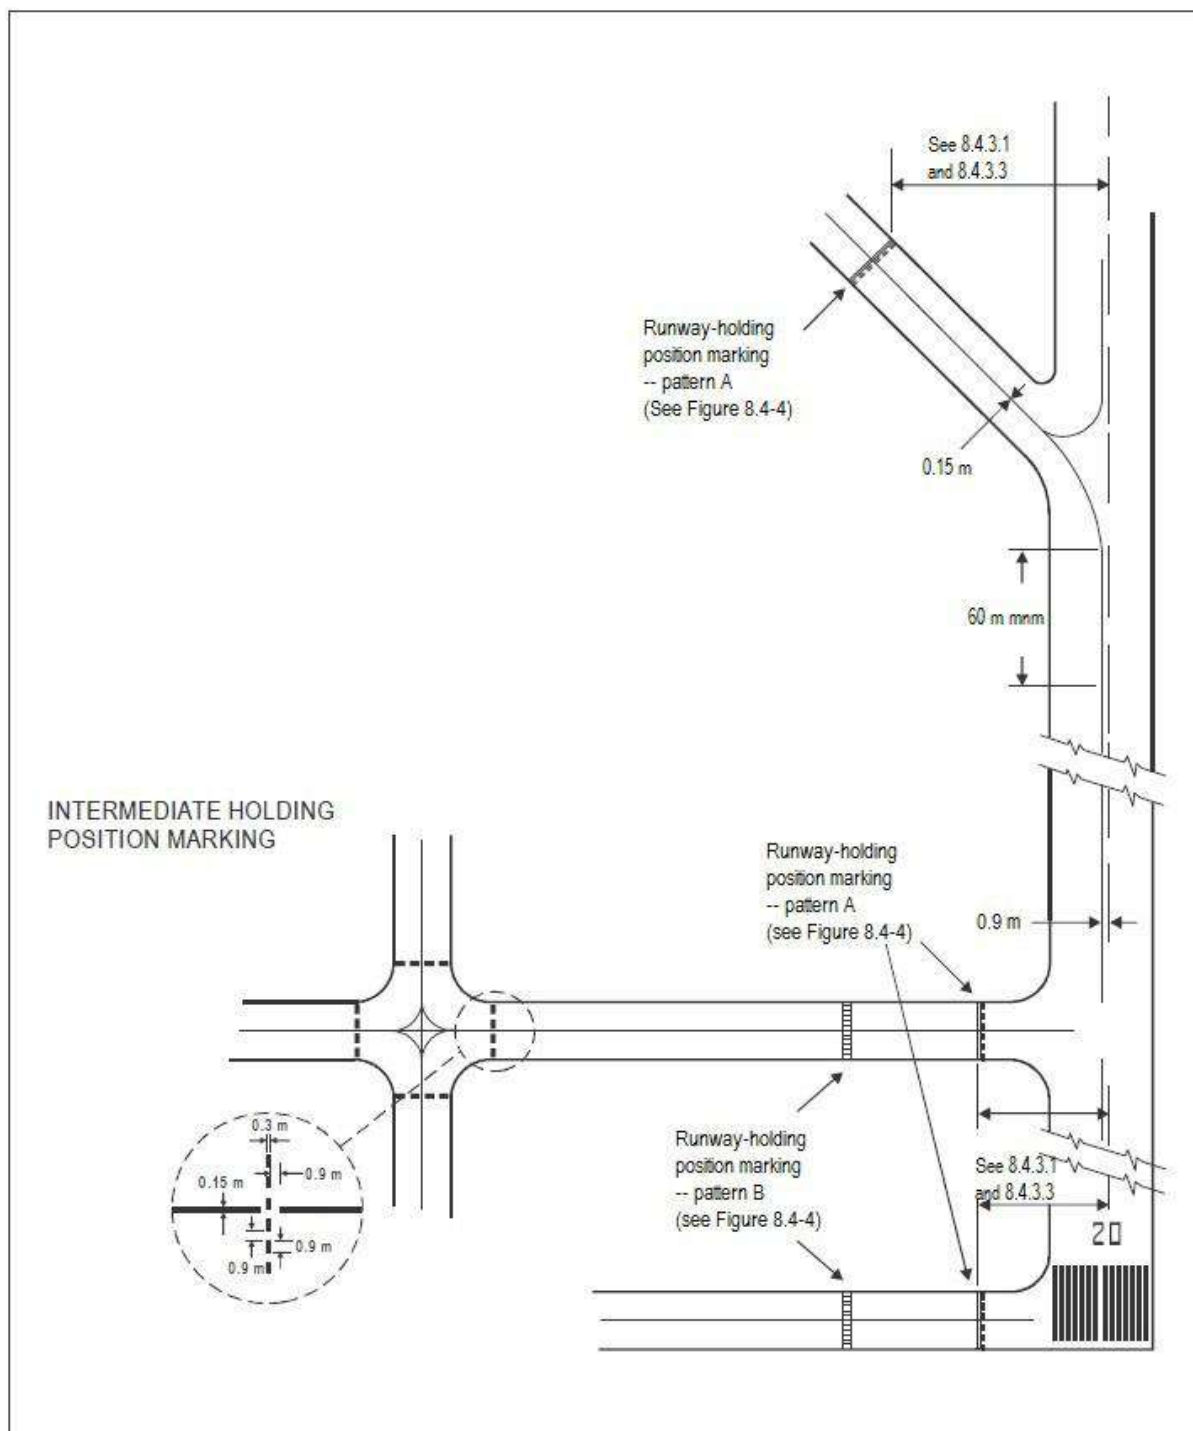 See 8.4.3.1
and 8.4.3.3
Runway-holding
position marking
-- pattern A
(See Figure 8.4-4)
0.15 m
60 m mnm
INTERMEDIATE HOLDING
POSITION MARKING
Runway-holding
position marking
-- pattern A
(see Figure 8.4-4)
0.9 m
0.3 m
0.15 m
0.9 m
0.9 m
0.9 m
Runway-holding
position marking
-- pattern B
(see Figure 8.4-4)
See 8.4.3.1
and 8.4.3.3
20